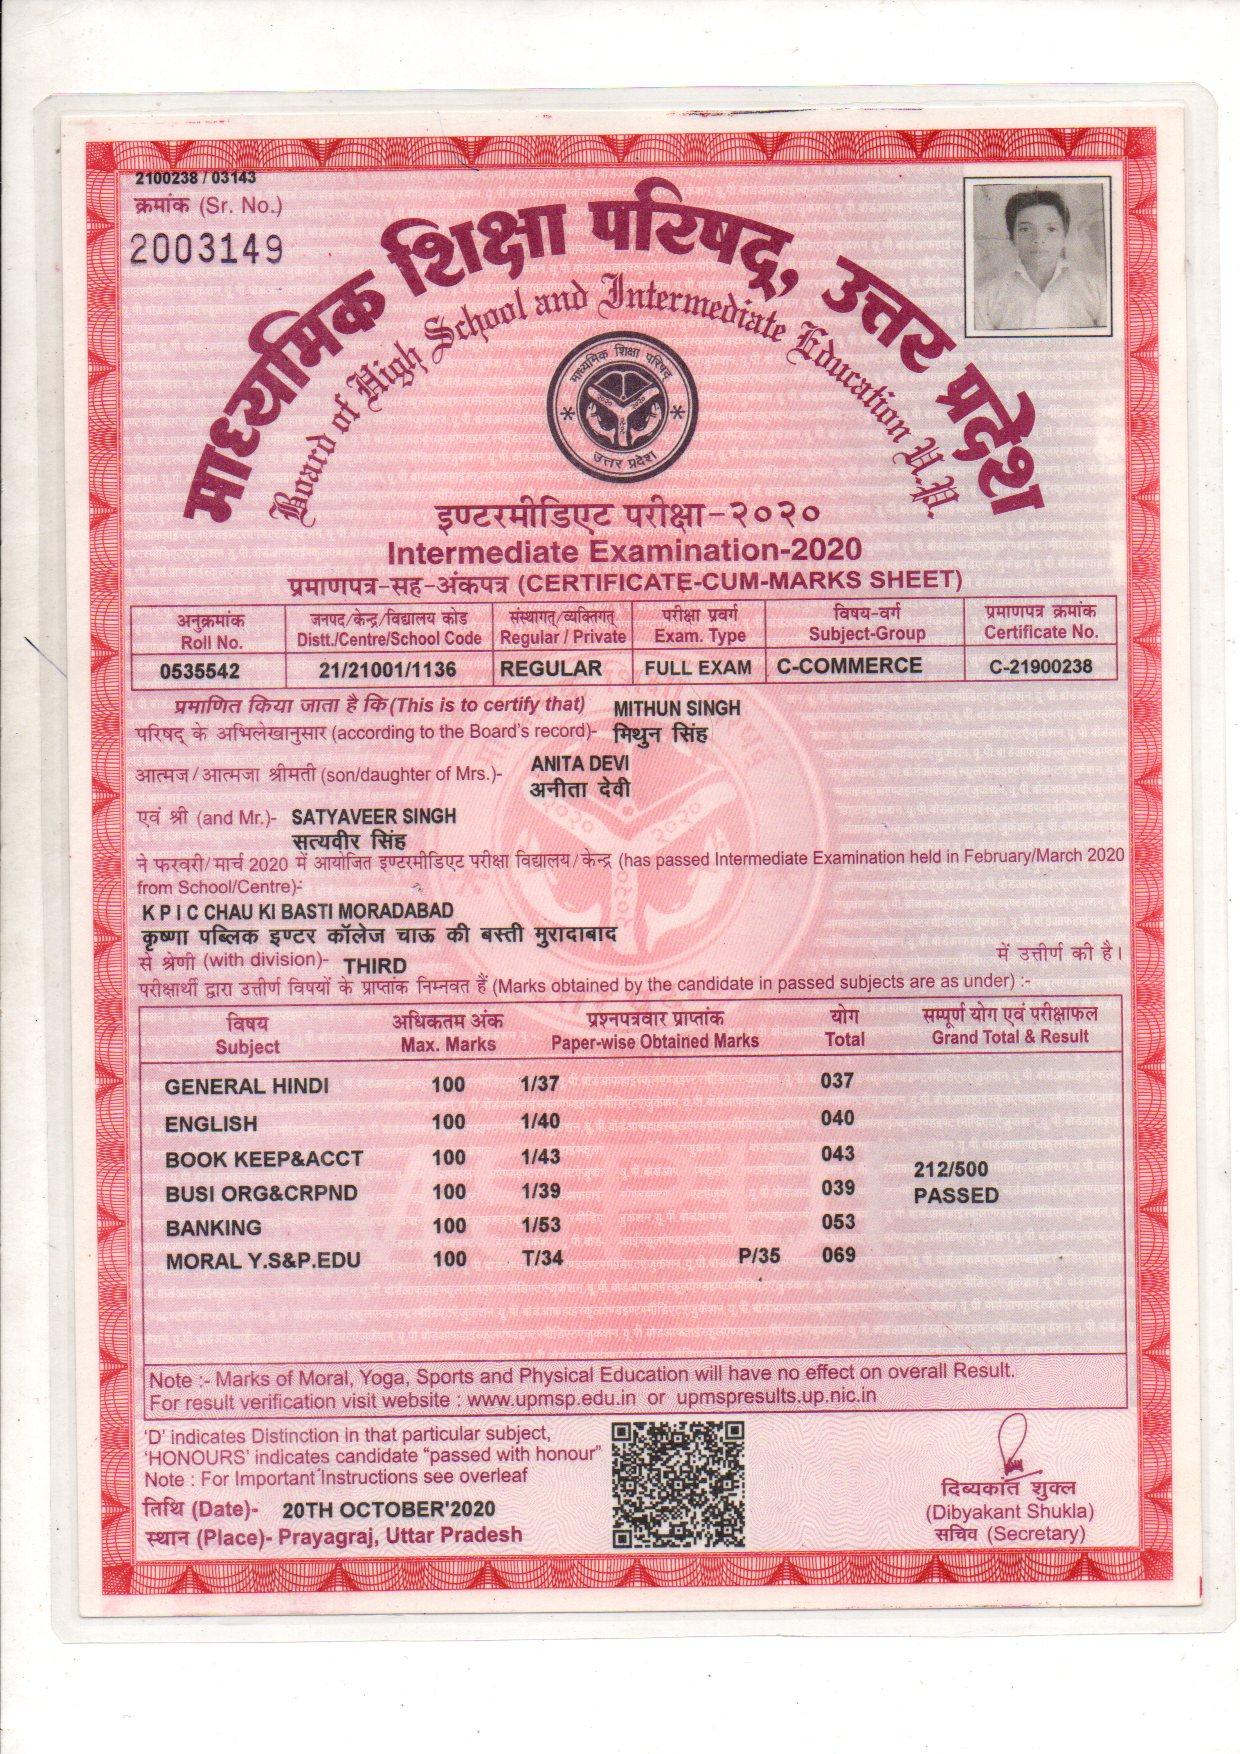 2100238 / 03143
क्रमांक (Sr. No.)
2003149
माध्यमिक शिक्षा परिषद्, उत्तर प्रदेश
Board of High School and Intermediate Education U.P.
माध्यमिक शिक्षा परिषद
उत्तर प्रदेश
इण्टरमीडिएट परीक्षा-२०२०
Intermediate Examination-2020
प्रमाणपत्र-सह-अंकपत्र (CERTIFICATE-CUM-MARKS SHEET)
अनुक्रमांक जनपद/केन्द्र/विद्यालय कोड संस्थागत्/व्यक्तिगत् परीक्षा प्रवर्ग विषय-वर्ग प्रमाणपत्र क्रमांक
Roll No. Distt./Centre/School Code Regular / Private Exam. Type Subject-Group Certificate No.
0535542 21/21001/1136 REGULAR FULL EXAM C-COMMERCE C-21900238
प्रमाणित किया जाता है कि (This is to certify that) MITHUN SINGH
परिषद् के अभिलेखानुसार (according to the Board's record)- मिथुन सिंह
आत्मज/आत्मजा श्रीमती (son/daughter of Mrs.)- ANITA DEVI
अनीता देवी
एवं श्री (and Mr.)- SATYAVEER SINGH
सत्यवीर सिंह
ने फरवरी/मार्च 2020 में आयोजित इण्टरमीडिएट परीक्षा विद्यालय/केन्द्र (has passed Intermediate Examination held in February/March 2020
from School/Centre)-
K P I C CHAU KI BASTI MORADABAD
कृष्णा पब्लिक इण्टर कॉलेज चाऊ की बस्ती मुरादाबाद
से श्रेणी (with division)- THIRD में उत्तीर्ण की है।
परीक्षार्थी द्वारा उत्तीर्ण विषयों के प्राप्तांक निम्नवत हैं (Marks obtained by the candidate in passed subjects are as under) :-
विषय अधिकतम अंक प्रश्नपत्रवार प्राप्तांक योग सम्पूर्ण योग एवं परीक्षाफल
Subject Max. Marks Paper-wise Obtained Marks Total Grand Total & Result
GENERAL HINDI 100 1/37 037
ENGLISH 100 1/40 040
BOOK KEEP&ACCT 100 1/43 043
212/500
BUSI ORG&CRPND 100 1/39 039
PASSED
BANKING 100 1/53 053
MORAL Y.S&P.EDU 100 T/34 P/35 069
Note :- Marks of Moral, Yoga, Sports and Physical Education will have no effect on overall Result.
For result verification visit website : www.upmsp.edu.in or upmspresults.up.nic.in
'D' indicates Distinction in that particular subject,
'HONOURS' indicates candidate "passed with honour"
Note : For Important Instructions see overleaf
तिथि (Date)- 20TH OCTOBER'2020
स्थान (Place)- Prayagraj, Uttar Pradesh
दिब्यकांत शुक्ल
(Dibyakant Shukla)
सचिव (Secretary)